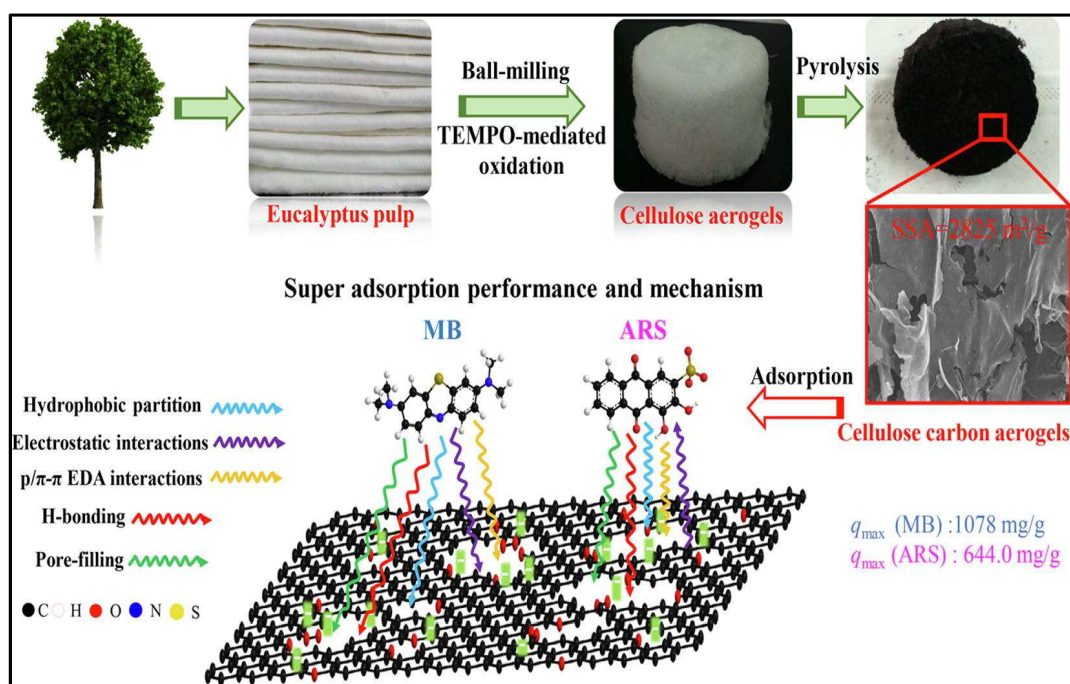 Ball-milling
TEMPO-mediated
oxidation
Pyrolysis
Eucalyptus pulp
Cellulose aerogels
SSA=2825 m²/g
Super adsorption performance and mechanism
MB
ARS
Adsorption
Cellulose carbon aerogels
Hydrophobic partition
Electrostatic interactions
p/π-π EDA interactions
H-bonding
Pore-filling
C H O N S
qmax (MB) :1078 mg/g
qmax (ARS) : 644.0 mg/g